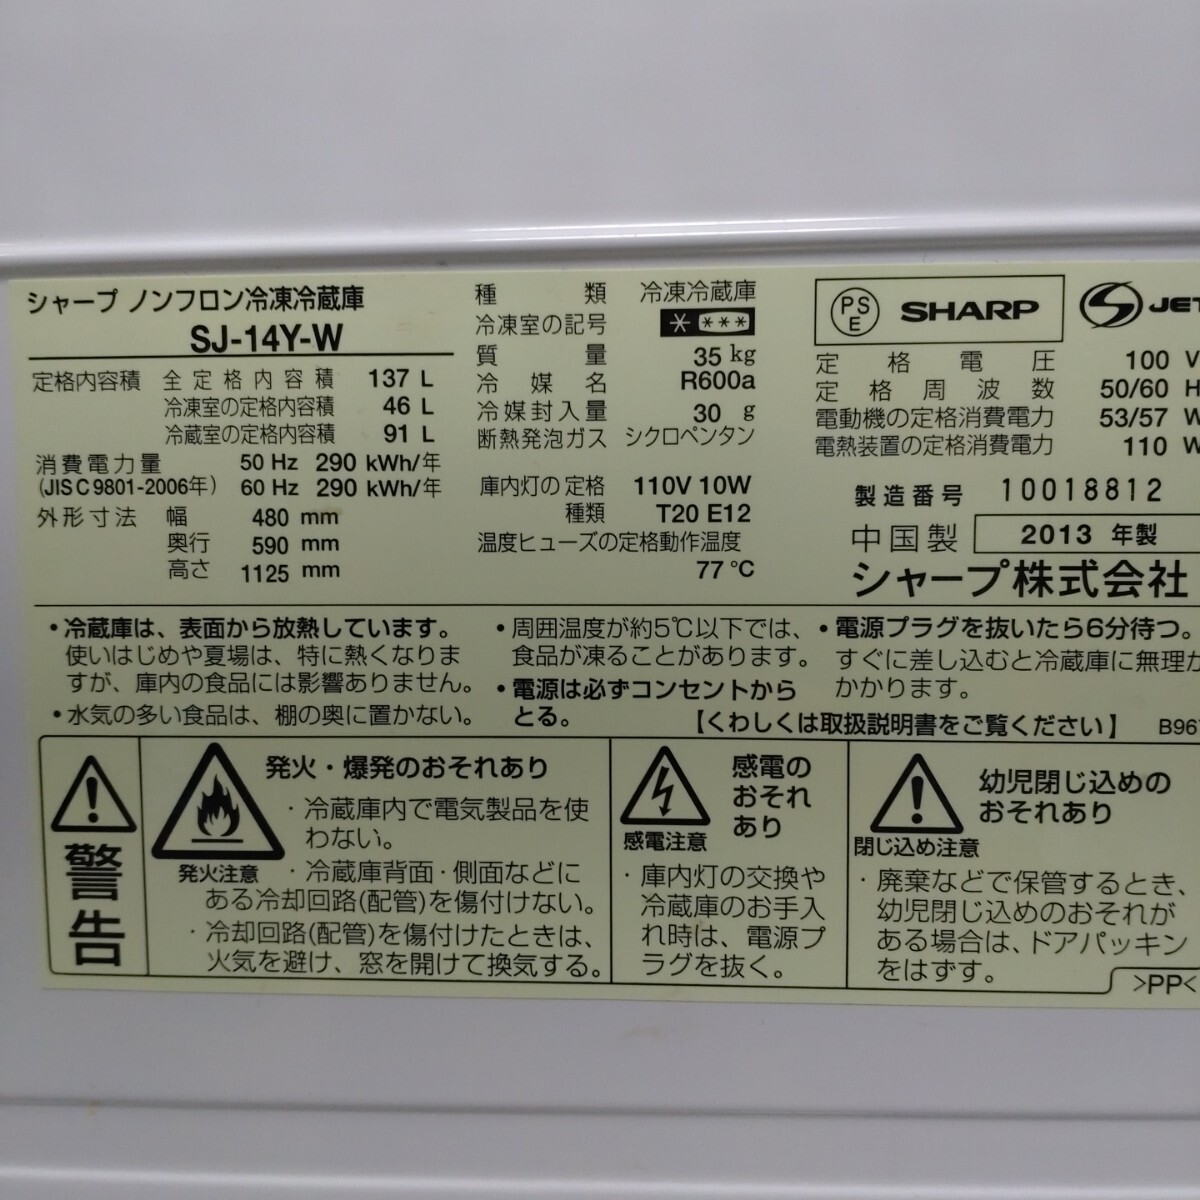 シャープ ノンフロン冷凍冷蔵庫
SJ-14Y-W
定格内容積 全定格内容積 137 L
冷凍室の定格内容積 46 L
冷蔵室の定格内容積 91 L
消費電力量 50 Hz 290 kWh/年
(JIS C 9801-2006年) 60 Hz 290 kWh/年
外形寸法 幅 480 mm
奥行 590 mm
高さ 1125 mm
種類 冷凍冷蔵庫
冷凍室の記号 * ***
質量 35 kg
冷媒名 R600a
冷媒封入量 30 g
断熱発泡ガス シクロペンタン
庫内灯の定格 110V 10W
種類 T20 E12
温度ヒューズの定格動作温度
77 °C
PS
E
SHARP
JET
定格電圧 100 V
定格周波数 50/60 H
電動機の定格消費電力 53/57 W
電熱装置の定格消費電力 110 W
製造番号 10018812
中国製 2013 年製
シャープ株式会社
・冷蔵庫は、表面から放熱しています。
使いはじめや夏場は、特に熱くなりま
すが、庫内の食品には影響ありません。
・水気の多い食品は、棚の奥に置かない。
・周囲温度が約5℃以下では、
食品が凍ることがあります。
・電源は必ずコンセントから
とる。
・電源プラグを抜いたら6分待つ。
すぐに差し込むと冷蔵庫に無理が
かかります。
【くわしくは取扱説明書をご覧ください】 B967
警告
発火・爆発のおそれあり
発火注意
・冷蔵庫内で電気製品を使
わない。
・冷蔵庫背面・側面などに
ある冷却回路(配管)を傷付けない。
・冷却回路(配管)を傷付けたときは、
火気を避け、窓を開けて換気する。
感電の
おそれ
あり
感電注意
・庫内灯の交換や
冷蔵庫のお手入
れ時は、電源プ
ラグを抜く。
幼児閉じ込めの
おそれあり
閉じ込め注意
・廃棄などで保管するとき、
幼児閉じ込めのおそれが
ある場合は、ドアパッキン
をはずす。
>PP<